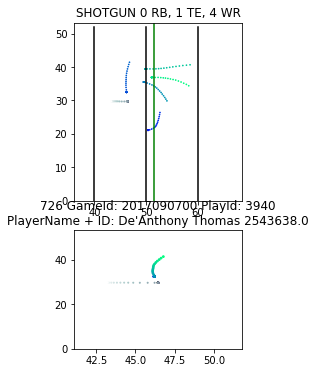 SHOTGUN 0 RB, 1 TE, 4 WR
50
40
30
20
10
0
40 50 60
726 GameId: 2017090700 PlayId: 3940
PlayerName + ID: De'Anthony Thomas 2543638.0
40
20
0
42.5 45.0 47.5 50.0